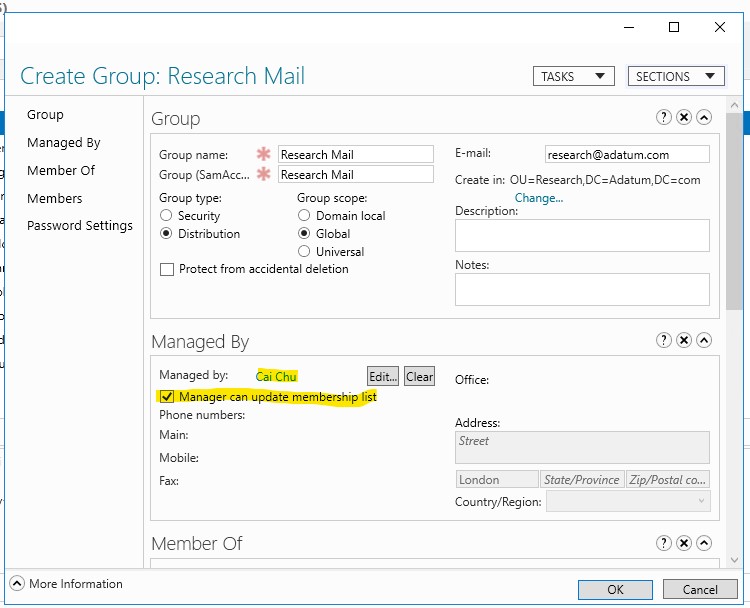 Create Group: Research Mail
TASKS
SECTIONS
Group
Managed By
Member Of
Members
Password Settings
Group
Group name:
Research Mail
Group (SamAcc...
Research Mail
Group type:
Security
Distribution
Group scope:
Domain local
Global
Universal
Protect from accidental deletion
E-mail:
research@adatum.com
Create in: OU=Research,DC=Adatum,DC=com
Change...
Description:
Notes:
Managed By
Managed by:
Cai Chu
Edit...
Clear
Manager can update membership list
Phone numbers:
Main:
Mobile:
Fax:
Office:
Address:
Street
London
State/Province
Zip/Postal co...
Country/Region:
Member Of
More Information
OK
Cancel